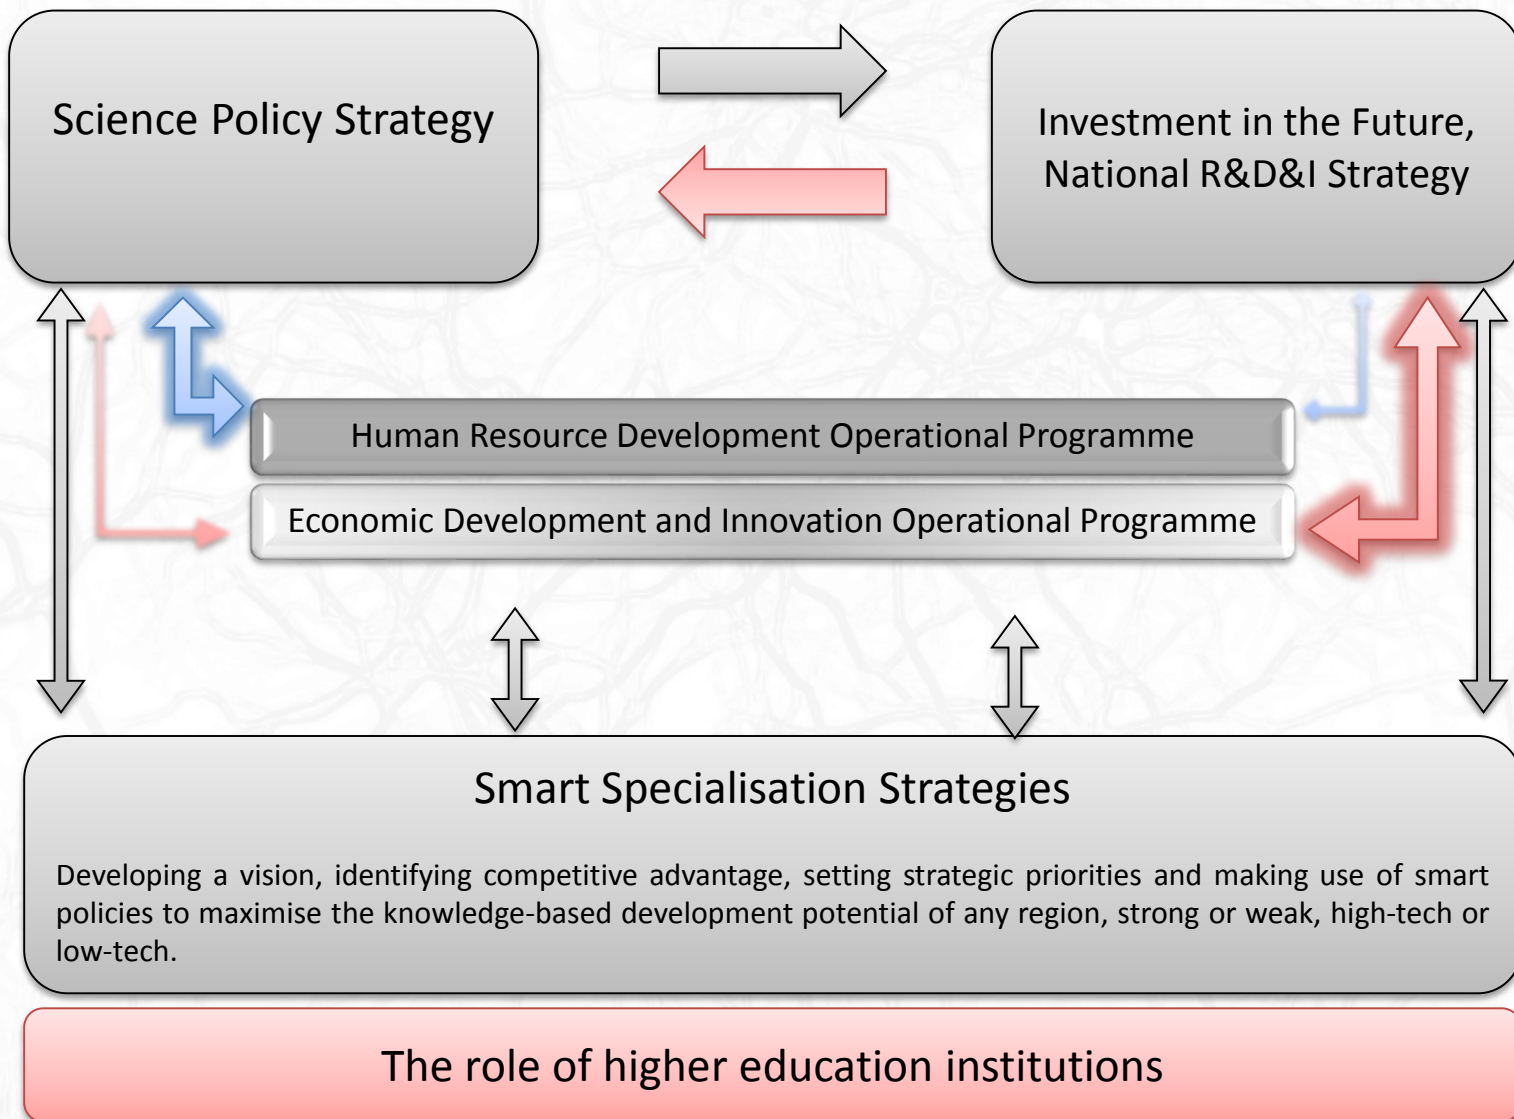 Science Policy Strategy
Investment in the Future,
National R&D&I Strategy
Human Resource Development Operational Programme
Economic Development and Innovation Operational Programme
Smart Specialisation Strategies
Developing a vision, identifying competitive advantage, setting strategic priorities and making use of smart
policies to maximise the knowledge-based development potential of any region, strong or weak, high-tech or
low-tech.
The role of higher education institutions